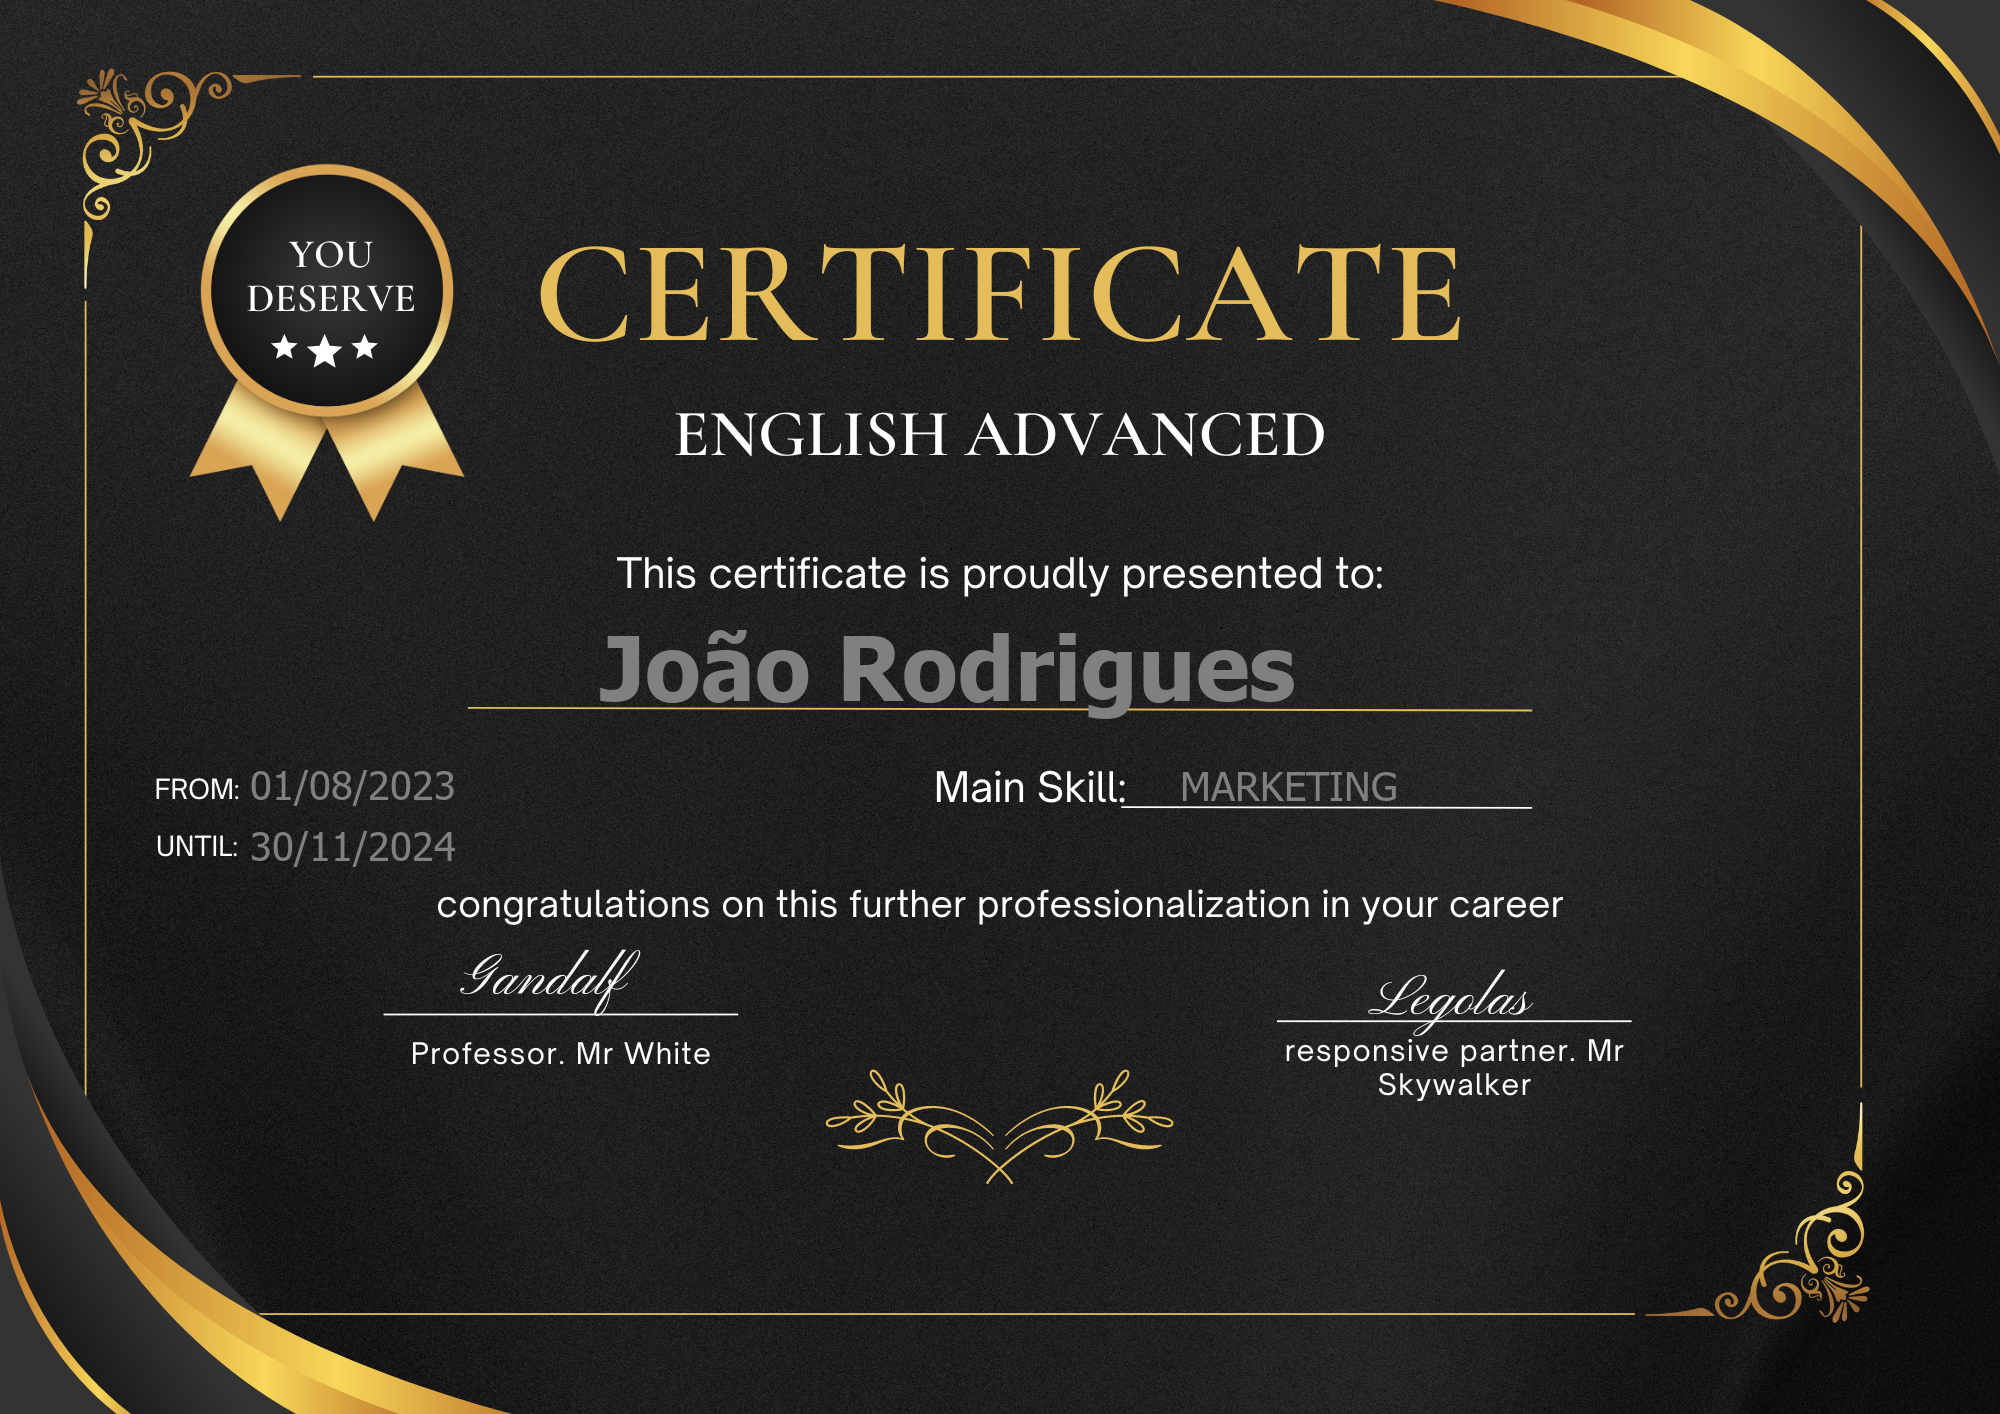 YOU
DESERVE
CERTIFICATE
ENGLISH ADVANCED
This certificate is proudly presented to:
João Rodrigues
FROM: 01/08/2023
Main Skill: MARKETING
UNTIL: 30/11/2024
congratulations on this further professionalization in your career
Gandalf
Professor. Mr White
Legolas
responsive partner. Mr
Skywalker